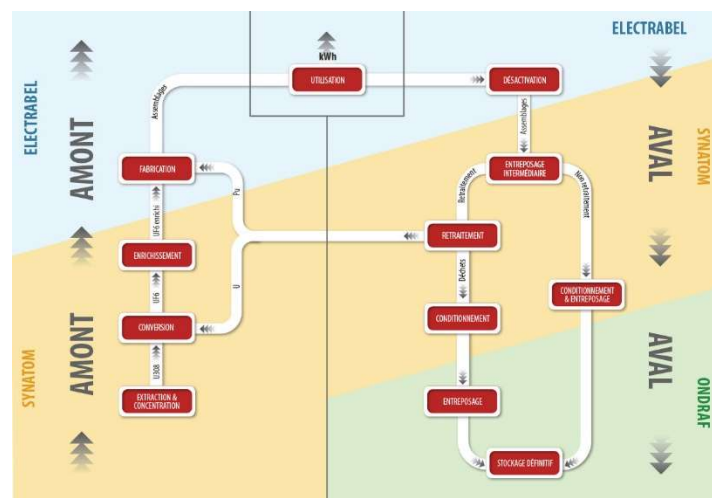 ELECTRABEL
AMONT
SYNATOM
AMONT
kWh
UTILISATION
Assemblages
FABRICATION
UF6 enrichi
ENRICHISSEMENT
UF6
CONVERSION
U3O8
EXTRACTION &
CONCENTRATION
Pu
U
ELECTRABEL
DÉSACTIVATION
Assemblages
ENTREPOSAGE
INTERMÉDIAIRE
Retraitement
Non retraitement
RETRAITEMENT
Déchets
CONDITIONNEMENT
CONDITIONNEMENT
& ENTREPOSAGE
ENTREPOSAGE
STOCKAGE DÉFINITIF
AVAL
SYNATOM
AVAL
ONDRAF